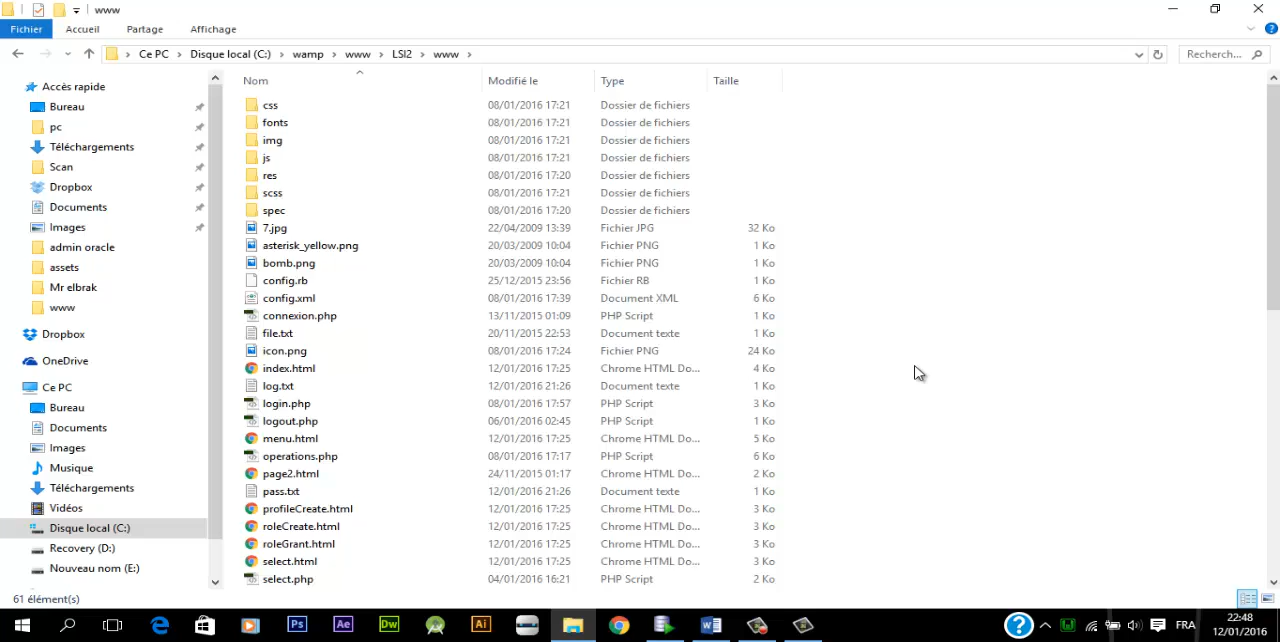 www
Fichier Accueil Partage Affichage
Ce PC > Disque local (C:) > wamp > www > LSI2 > www >
Recherch...
Nom Modifié le Type Taille
Accès rapide
Bureau
pc
Téléchargements
Scan
Dropbox
Documents
Images
admin oracle
assets
Mr elbrak
www
Dropbox
OneDrive
Ce PC
Bureau
Documents
Images
Musique
Téléchargements
Vidéos
Disque local (C:)
Recovery (D:)
Nouveau nom (E:)
css 08/01/2016 17:21 Dossier de fichiers
fonts 08/01/2016 17:21 Dossier de fichiers
img 08/01/2016 17:21 Dossier de fichiers
js 08/01/2016 17:21 Dossier de fichiers
res 08/01/2016 17:20 Dossier de fichiers
scss 08/01/2016 17:21 Dossier de fichiers
spec 08/01/2016 17:20 Dossier de fichiers
7.jpg 22/04/2009 13:39 Fichier JPG 32 Ko
asterisk_yellow.png 20/03/2009 10:04 Fichier PNG 1 Ko
bomb.png 20/03/2009 10:04 Fichier PNG 1 Ko
config.rb 25/12/2015 23:56 Fichier RB 1 Ko
config.xml 08/01/2016 17:39 Document XML 6 Ko
connexion.php 13/11/2015 01:09 PHP Script 1 Ko
file.txt 20/11/2015 22:53 Document texte 1 Ko
icon.png 08/01/2016 17:24 Fichier PNG 24 Ko
index.html 12/01/2016 17:25 Chrome HTML Do... 4 Ko
log.txt 12/01/2016 21:26 Document texte 1 Ko
login.php 08/01/2016 17:57 PHP Script 3 Ko
logout.php 06/01/2016 02:45 PHP Script 1 Ko
menu.html 12/01/2016 17:25 Chrome HTML Do... 5 Ko
operations.php 08/01/2016 17:17 PHP Script 6 Ko
page2.html 24/11/2015 01:17 Chrome HTML Do... 2 Ko
pass.txt 12/01/2016 21:26 Document texte 1 Ko
profileCreate.html 12/01/2016 17:25 Chrome HTML Do... 3 Ko
roleCreate.html 12/01/2016 17:25 Chrome HTML Do... 3 Ko
roleGrant.html 12/01/2016 17:25 Chrome HTML Do... 3 Ko
select.html 12/01/2016 17:25 Chrome HTML Do... 3 Ko
select.php 04/01/2016 16:21 PHP Script 2 Ko
61 élément(s)
Ps Ae Dw Ai FRA
22:48
12/01/2016